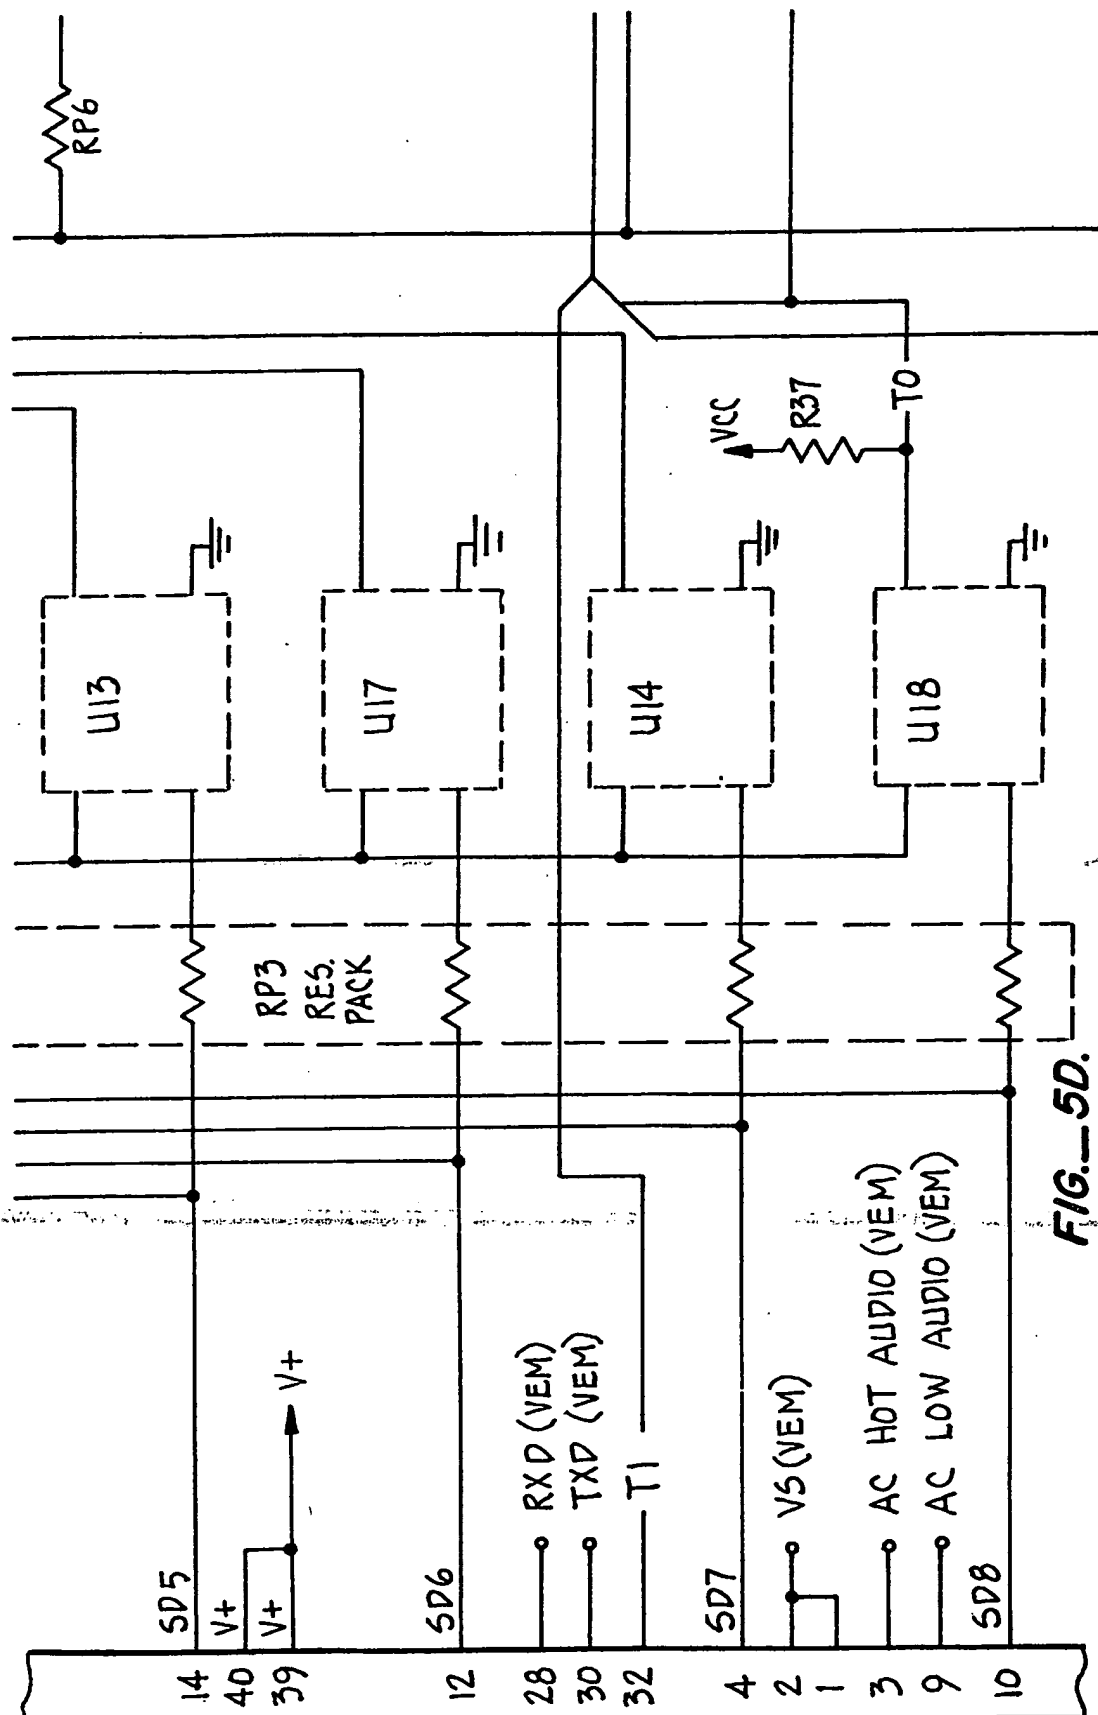 RP6
VCC
R37
T0
U13
U17
U14
U18
RP3
RES.
PACK
SD5
V+
V+
V+
SD6
RXD (VEM)
TXD (VEM)
T1
SD7
VS (VEM)
AC HOT AUDIO (VEM)
AC LOW AUDIO (VEM)
SD8
14
40
39
12
28
30
32
4
2
1
3
9
10
FIG.__5D.